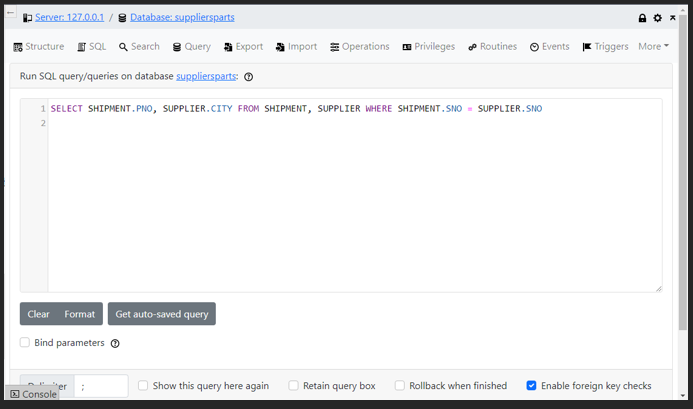 Server: 127.0.0.1 / Database: suppliersparts
Structure SQL Search Query Export Import Operations Privileges Routines Events Triggers More
Run SQL query/queries on database suppliersparts:
1 SELECT SHIPMENT.PNO, SUPPLIER.CITY FROM SHIPMENT, SUPPLIER WHERE SHIPMENT.SNO = SUPPLIER.SNO
2
Clear Format Get auto-saved query
Bind parameters
Delimiter ; Show this query here again Retain query box Rollback when finished Enable foreign key checks
Console